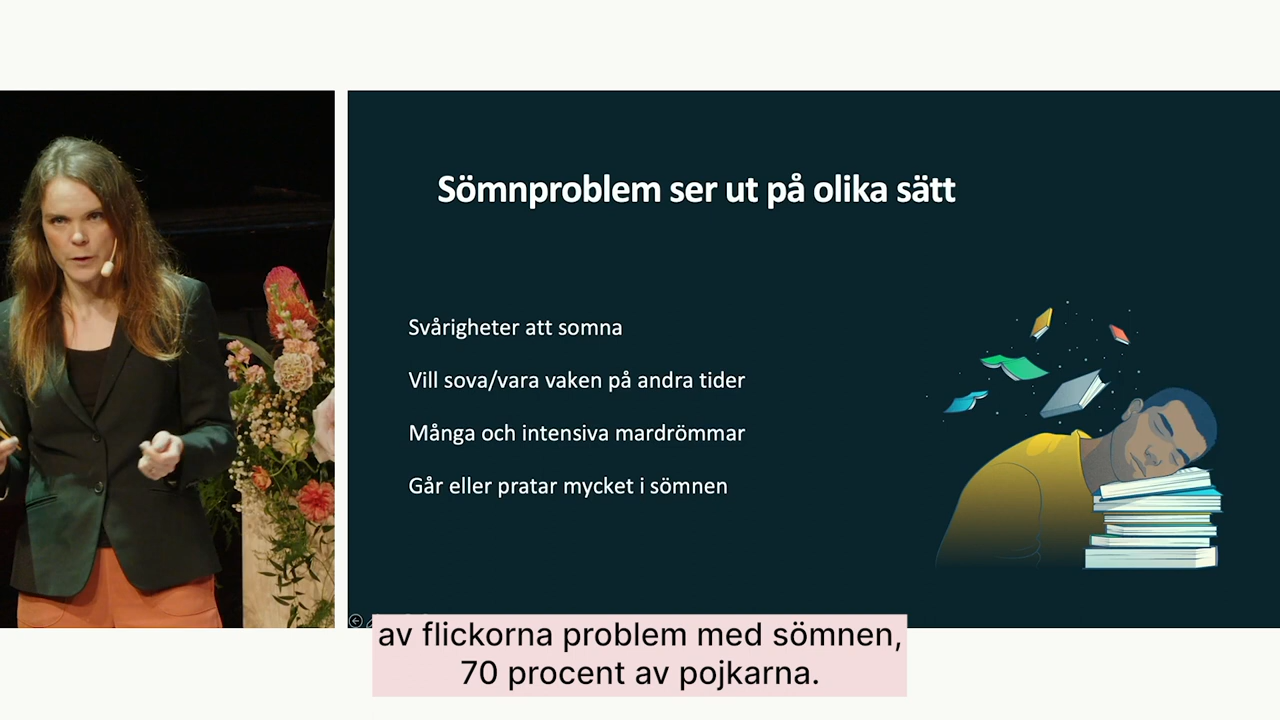 Sömnproblem ser ut på olika sätt
Svårigheter att somna
Vill sova/vara vaken på andra tider
Många och intensiva mardrömmar
Går eller pratar mycket i sömnen
av flickorna problem med sömnen,
70 procent av pojkarna.